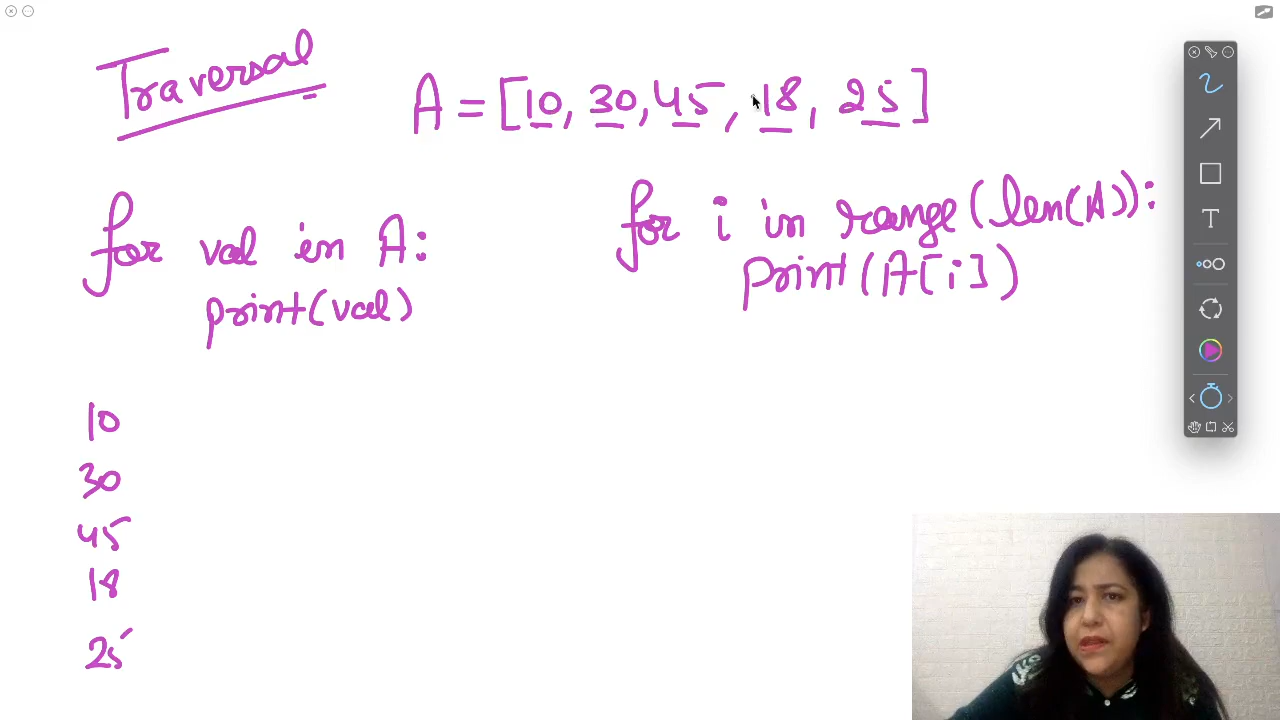 Traversal
A = [10, 30, 45, 18, 25]
for val in A:
print(val)
for i in range(len(A)):
print(A[i])
10
30
45
18
25
T